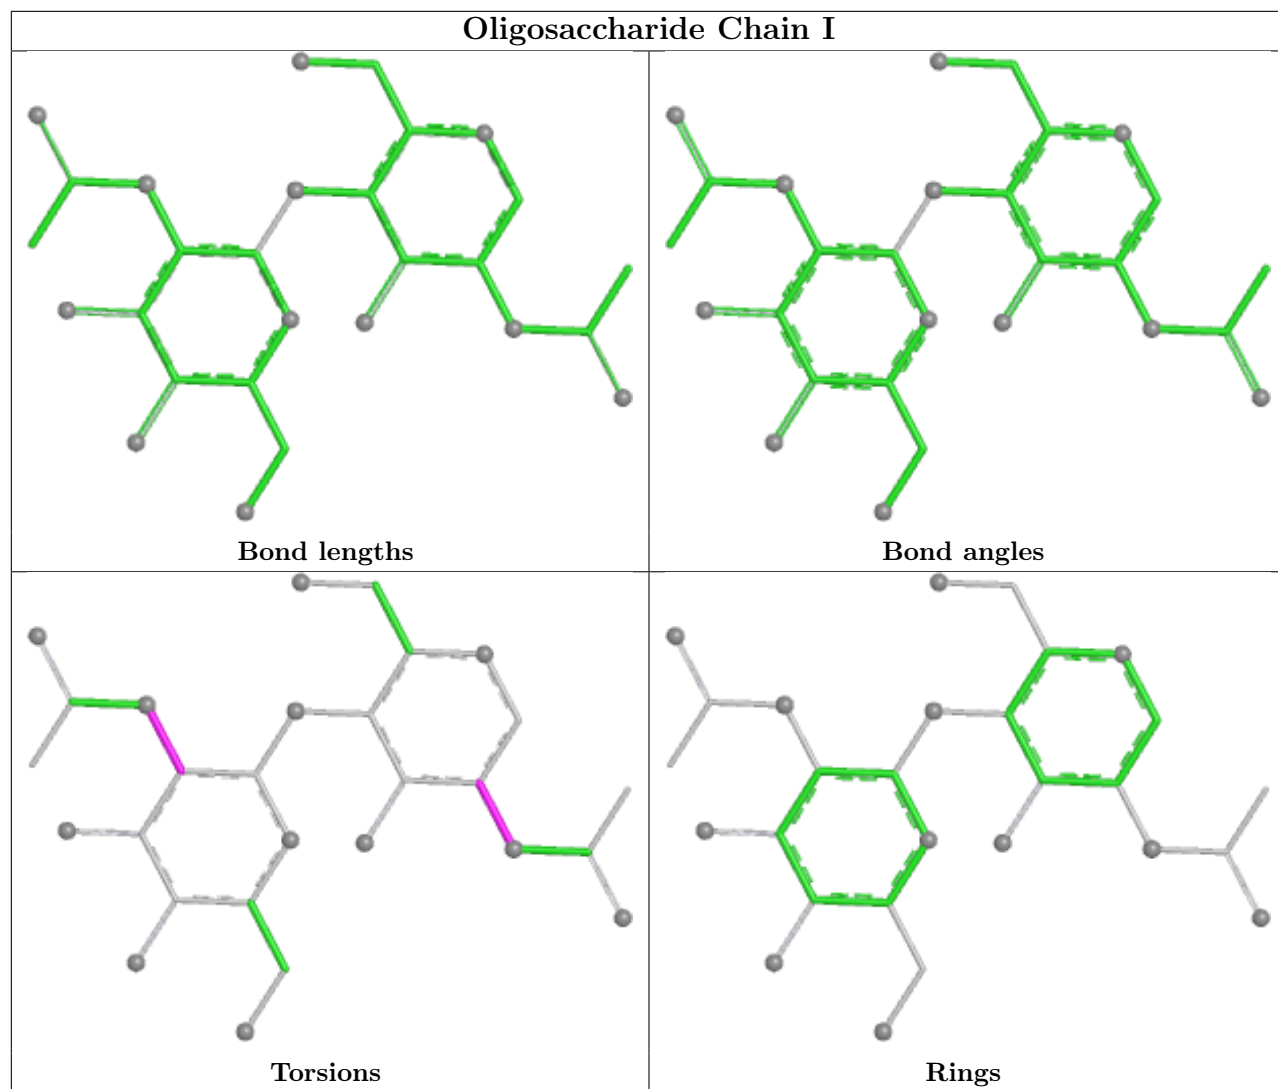 Oligosaccharide Chain I
Bond lengths
Bond angles
Torsions
Rings